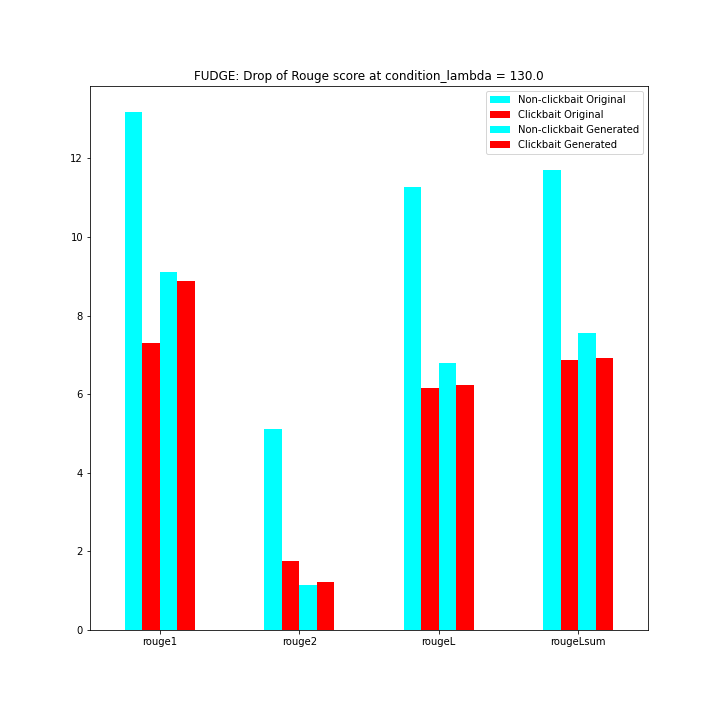 FUDGE: Drop of Rouge score at condition_lambda = 130.0
Non-clickbait Original
Clickbait Original
Non-clickbait Generated
Clickbait Generated
12
10
8
6
4
2
0
rouge1 rouge2 rougeL rougeLsum